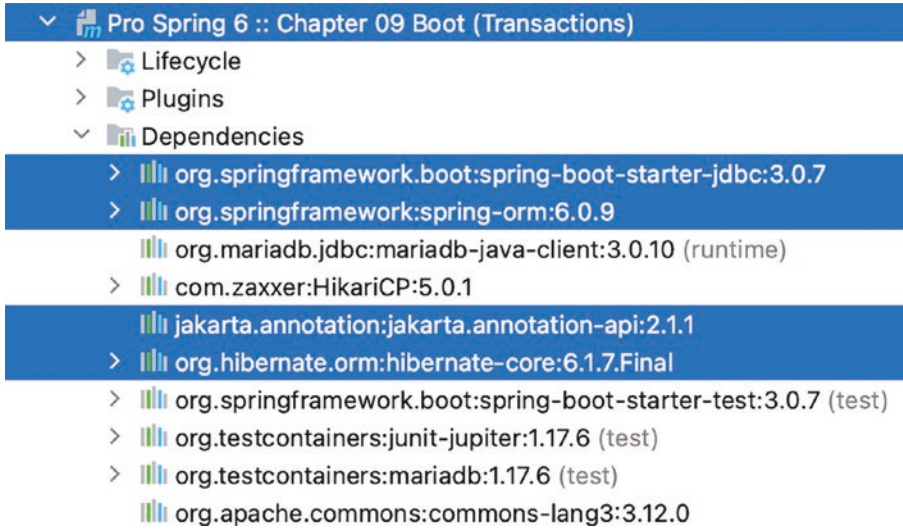 Pro Spring 6 :: Chapter 09 Boot (Transactions)
Lifecycle
Plugins
Dependencies
org.springframework.boot:spring-boot-starter-jdbc:3.0.7
org.springframework:spring-orm:6.0.9
org.mariadb.jdbc:mariadb-java-client:3.0.10 (runtime)
com.zaxxer:HikariCP:5.0.1
jakarta.annotation:jakarta.annotation-api:2.1.1
org.hibernate.orm:hibernate-core:6.1.7.Final
org.springframework.boot:spring-boot-starter-test:3.0.7 (test)
org.testcontainers:junit-jupiter:1.17.6 (test)
org.testcontainers:mariadb:1.17.6 (test)
org.apache.commons:commons-lang3:3.12.0